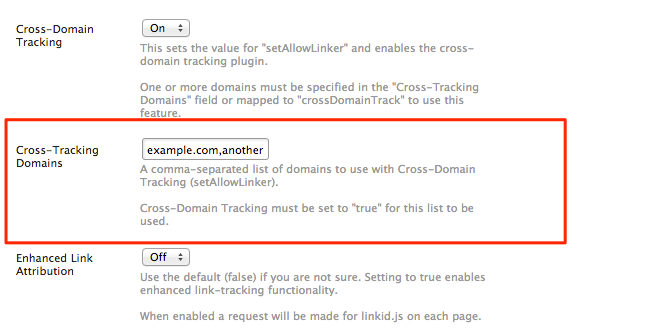 Cross-Domain Tracking
On
This sets the value for "setAllowLinker" and enables the cross-
domain tracking plugin.
One or more domains must be specified in the "Cross-Tracking
Domains" field or mapped to "crossDomainTrack" to use this
feature.
Cross-Tracking Domains
example.com,another
A comma-separated list of domains to use with Cross-Domain
Tracking (setAllowLinker).
Cross-Domain Tracking must be set to "true" for this list to be
used.
Enhanced Link Attribution
Off
Use the default (false) if you are not sure. Setting to true enables
enhanced link-tracking functionality.
When enabled a request will be made for linkid.js on each page.